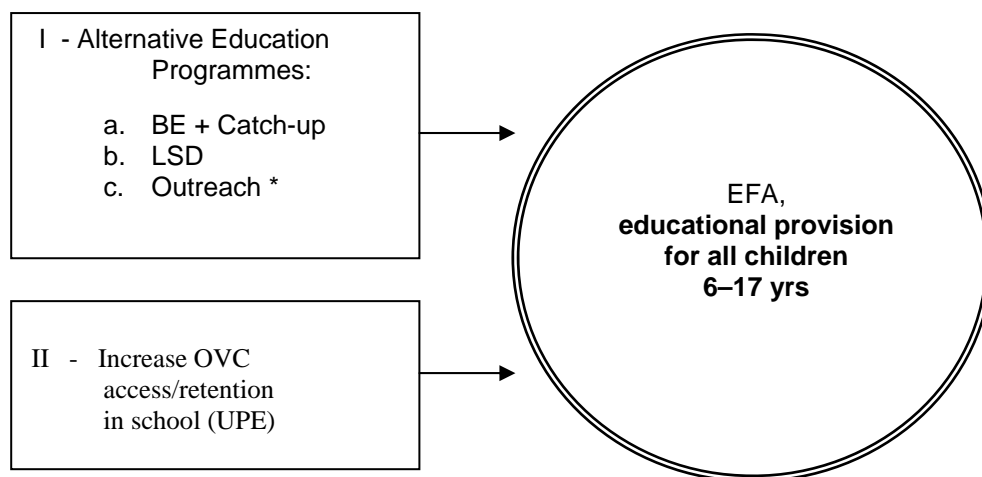 I - Alternative Education
Programmes:
a. BE + Catch-up
b. LSD
c. Outreach *
II - Increase OVC
access/retention
in school (UPE)
EFA,
educational provision
for all children
6–17 yrs